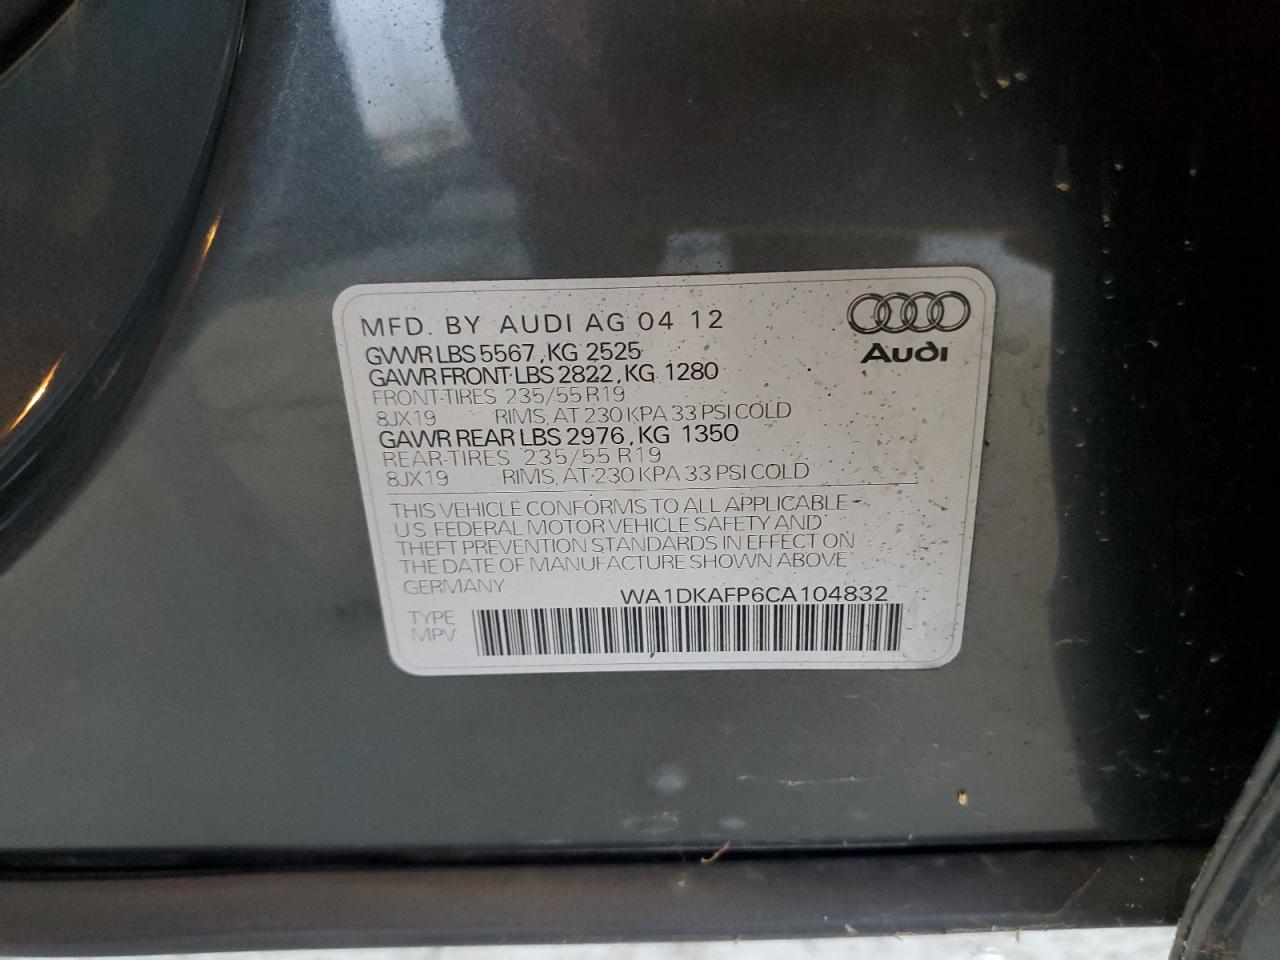 MFD. BY AUDI AG 04 12
GVWR LBS 5567, KG 2525
GAWR FRONT-LBS 2822, KG 1280
FRONT-TIRES 235/55 R19
8JX19 RIMS, AT 230 KPA 33 PSI COLD
GAWR REAR LBS 2976, KG 1350
REAR-TIRES 235/55 R19
8JX19 RIMS, AT-230 KPA 33 PSI COLD
Audi
THIS VEHICLE CONFORMS TO ALL APPLICABLE
US FEDERAL MOTOR VEHICLE SAFETY AND
THEFT PREVENTION STANDARDS IN EFFECT ON
THE DATE OF MANUFACTURE SHOWN ABOVE
GERMANY WA1DKAFP6CA104832
TYPE
MPV